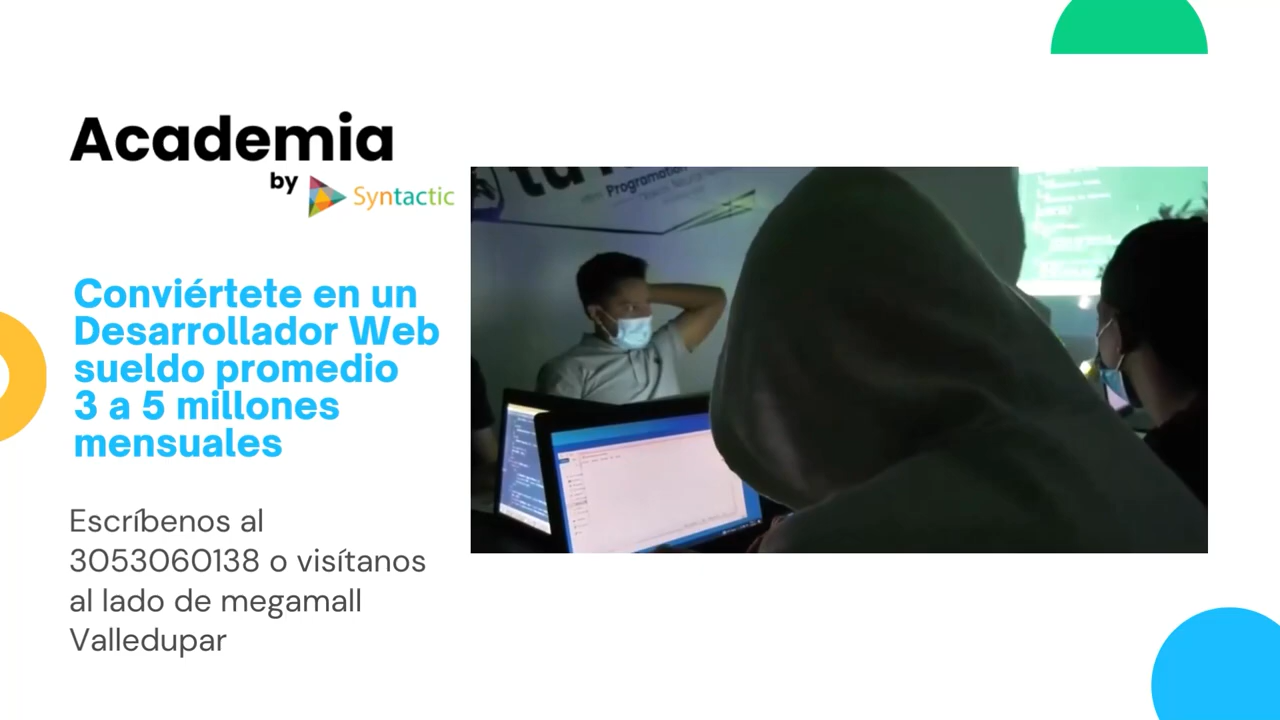 Academia
by Syntactic
Conviértete en un
Desarrollador Web
sueldo promedio
3 a 5 millones
mensuales
Escríbenos al
3053060138 o visítanos
al lado de megamall
Valledupar
Programation